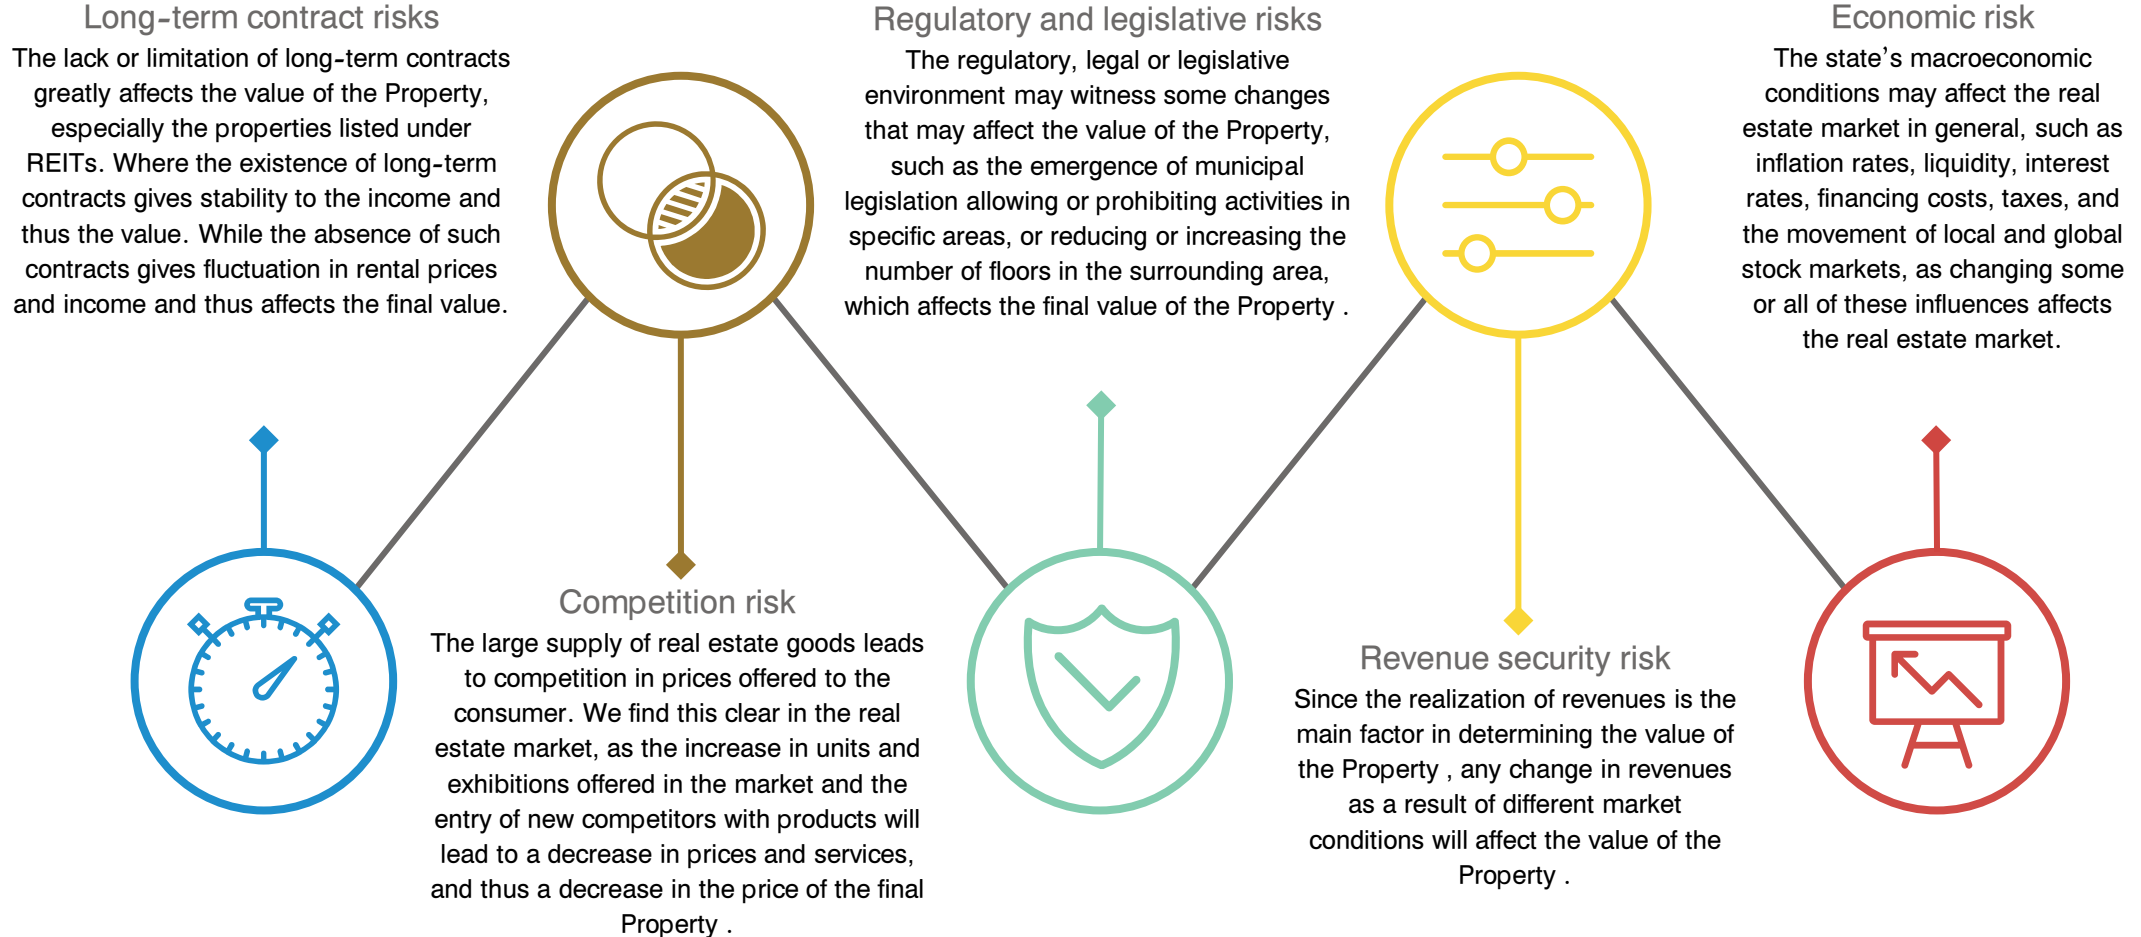 Long-term contract risks
The lack or limitation of long-term contracts
greatly affects the value of the Property,
especially the properties listed under
REITs. Where the existence of long-term
contracts gives stability to the income and
thus the value. While the absence of such
contracts gives fluctuation in rental prices
and income and thus affects the final value.
Competition risk
The large supply of real estate goods leads
to competition in prices offered to the
consumer. We find this clear in the real
estate market, as the increase in units and
exhibitions offered in the market and the
entry of new competitors with products will
lead to a decrease in prices and services,
and thus a decrease in the price of the final
Property .
Regulatory and legislative risks
The regulatory, legal or legislative
environment may witness some changes
that may affect the value of the Property,
such as the emergence of municipal
legislation allowing or prohibiting activities in
specific areas, or reducing or increasing the
number of floors in the surrounding area,
which affects the final value of the Property .
Revenue security risk
Since the realization of revenues is the
main factor in determining the value of
the Property , any change in revenues
as a result of different market
conditions will affect the value of the
Property .
Economic risk
The state's macroeconomic
conditions may affect the real
estate market in general, such as
inflation rates, liquidity, interest
rates, financing costs, taxes, and
the movement of local and global
stock markets, as changing some
or all of these influences affects
the real estate market.